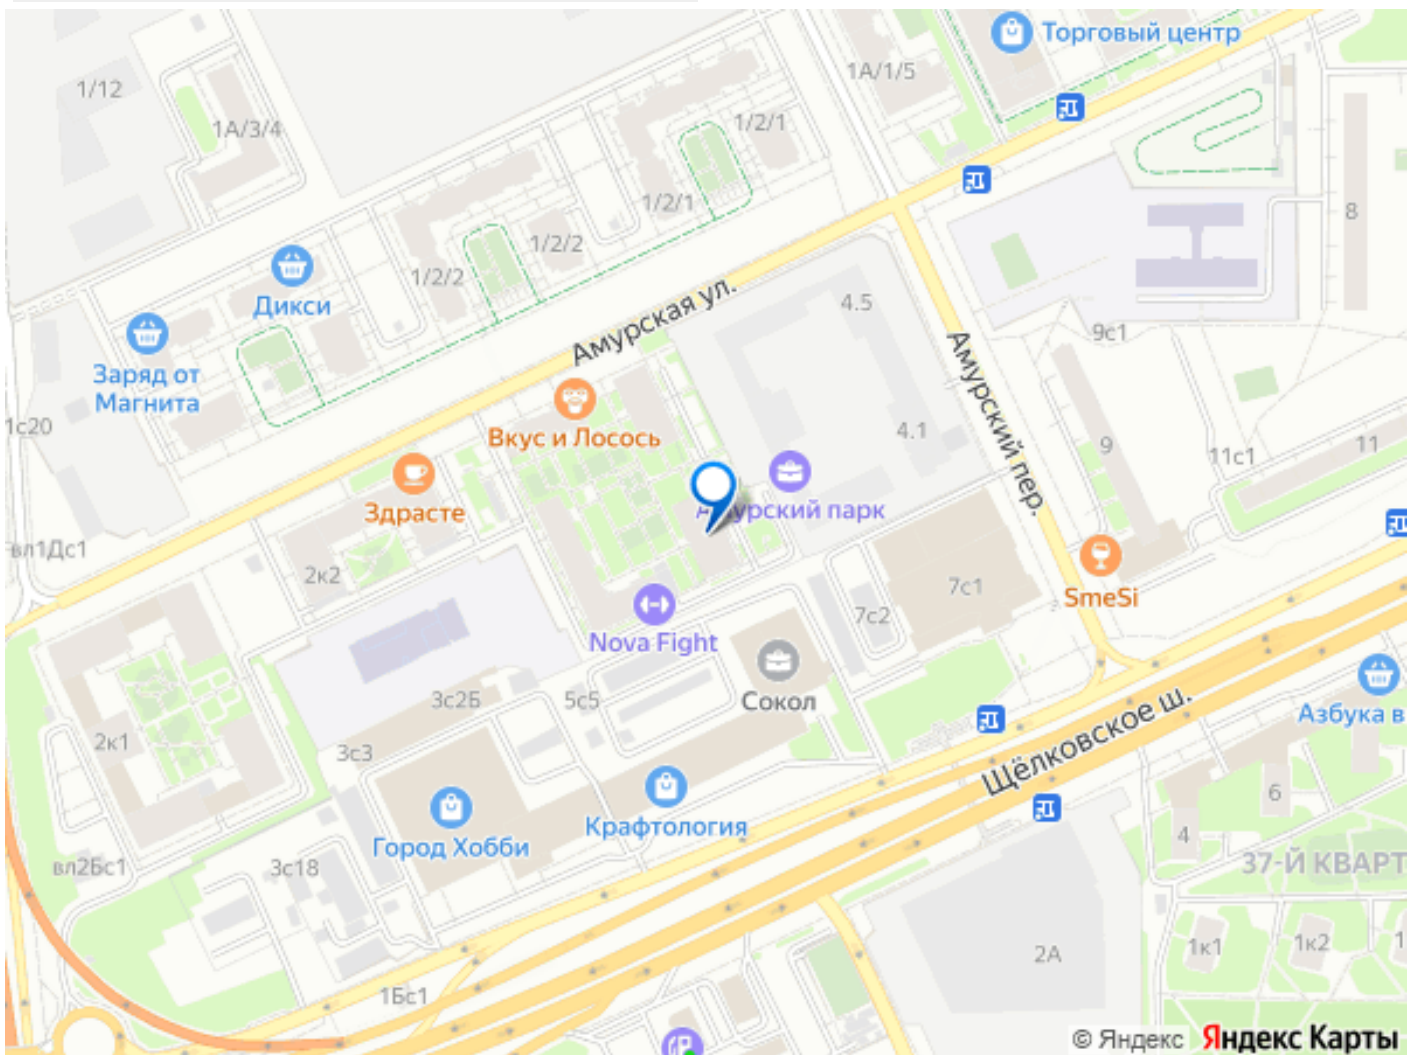 Торговый центр
1А/1/5
1/12
1А/3/4
1/2/1
1/2/1
8
1/2/2
1/2/2
Дикси
4.5
Амурская ул.
9с1
Заряд от
Магнита
1с20
Вкус и Лосось
4.1
Амурский пер.
9
11с1
11
Здрасте
Амурский парк
вл1Дс1
2к2
7с1
SmeSi
7с2
Nova Fight
3с2Б
5с5
Сокол
Щёлковское ш.
Азбука в
2к1
3с3
6
Крафтология
4
Город Хобби
вл2Бс1
3с18
37-Й КВАРТ
2А
1к1
1к2
1
1Бс1
© Яндекс Яндекс Карты